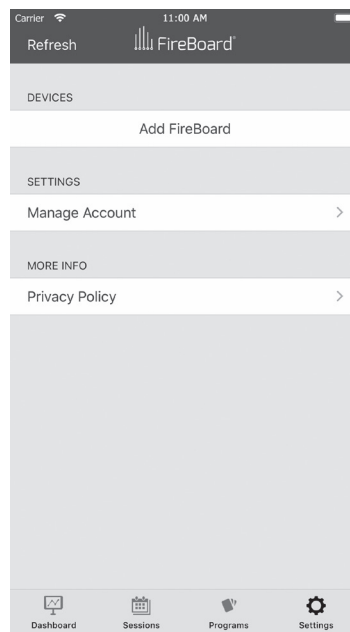 Carrier 11:00 AM
Refresh FireBoard®
DEVICES
Add FireBoard
SETTINGS
Manage Account
MORE INFO
Privacy Policy
Dashboard Sessions Programs Settings